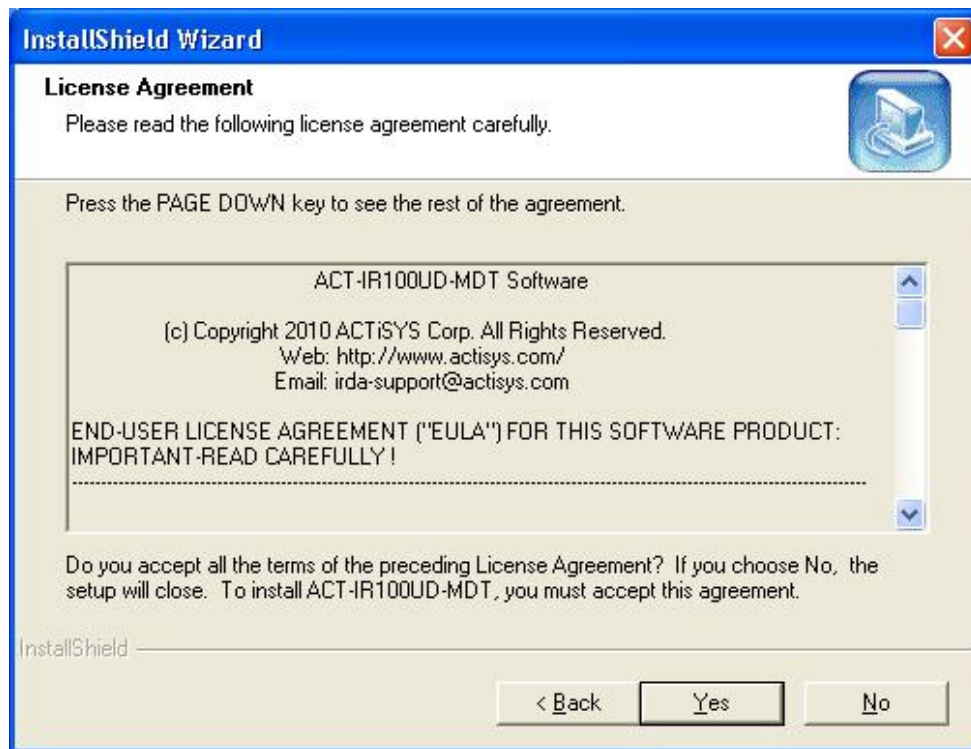 InstallShield Wizard
License Agreement
Please read the following license agreement carefully.
Press the PAGE DOWN key to see the rest of the agreement.
ACT-IR100UD-MDT Software
(c) Copyright 2010 ACTiSYS Corp. All Rights Reserved.
Web: http://www.actisys.com/
Email: irda-support@actisys.com
END-USER LICENSE AGREEMENT ("EULA") FOR THIS SOFTWARE PRODUCT:
IMPORTANT-READ CAREFULLY !
--------------------------------------------------------------------------------
Do you accept all the terms of the preceding License Agreement? If you choose No, the
setup will close. To install ACT-IR100UD-MDT, you must accept this agreement.
InstallShield
< Back
Yes
No